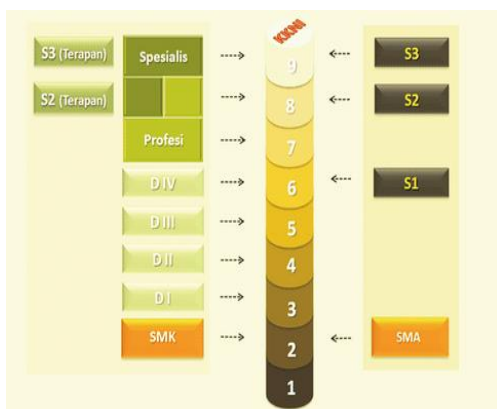 KKNI
S3 (Terapan)
Spesialis
9
S3
S2 (Terapan)
8
S2
Profesi
7
D IV
6
S1
D III
5
D II
4
D I
3
SMK
2
SMA
1